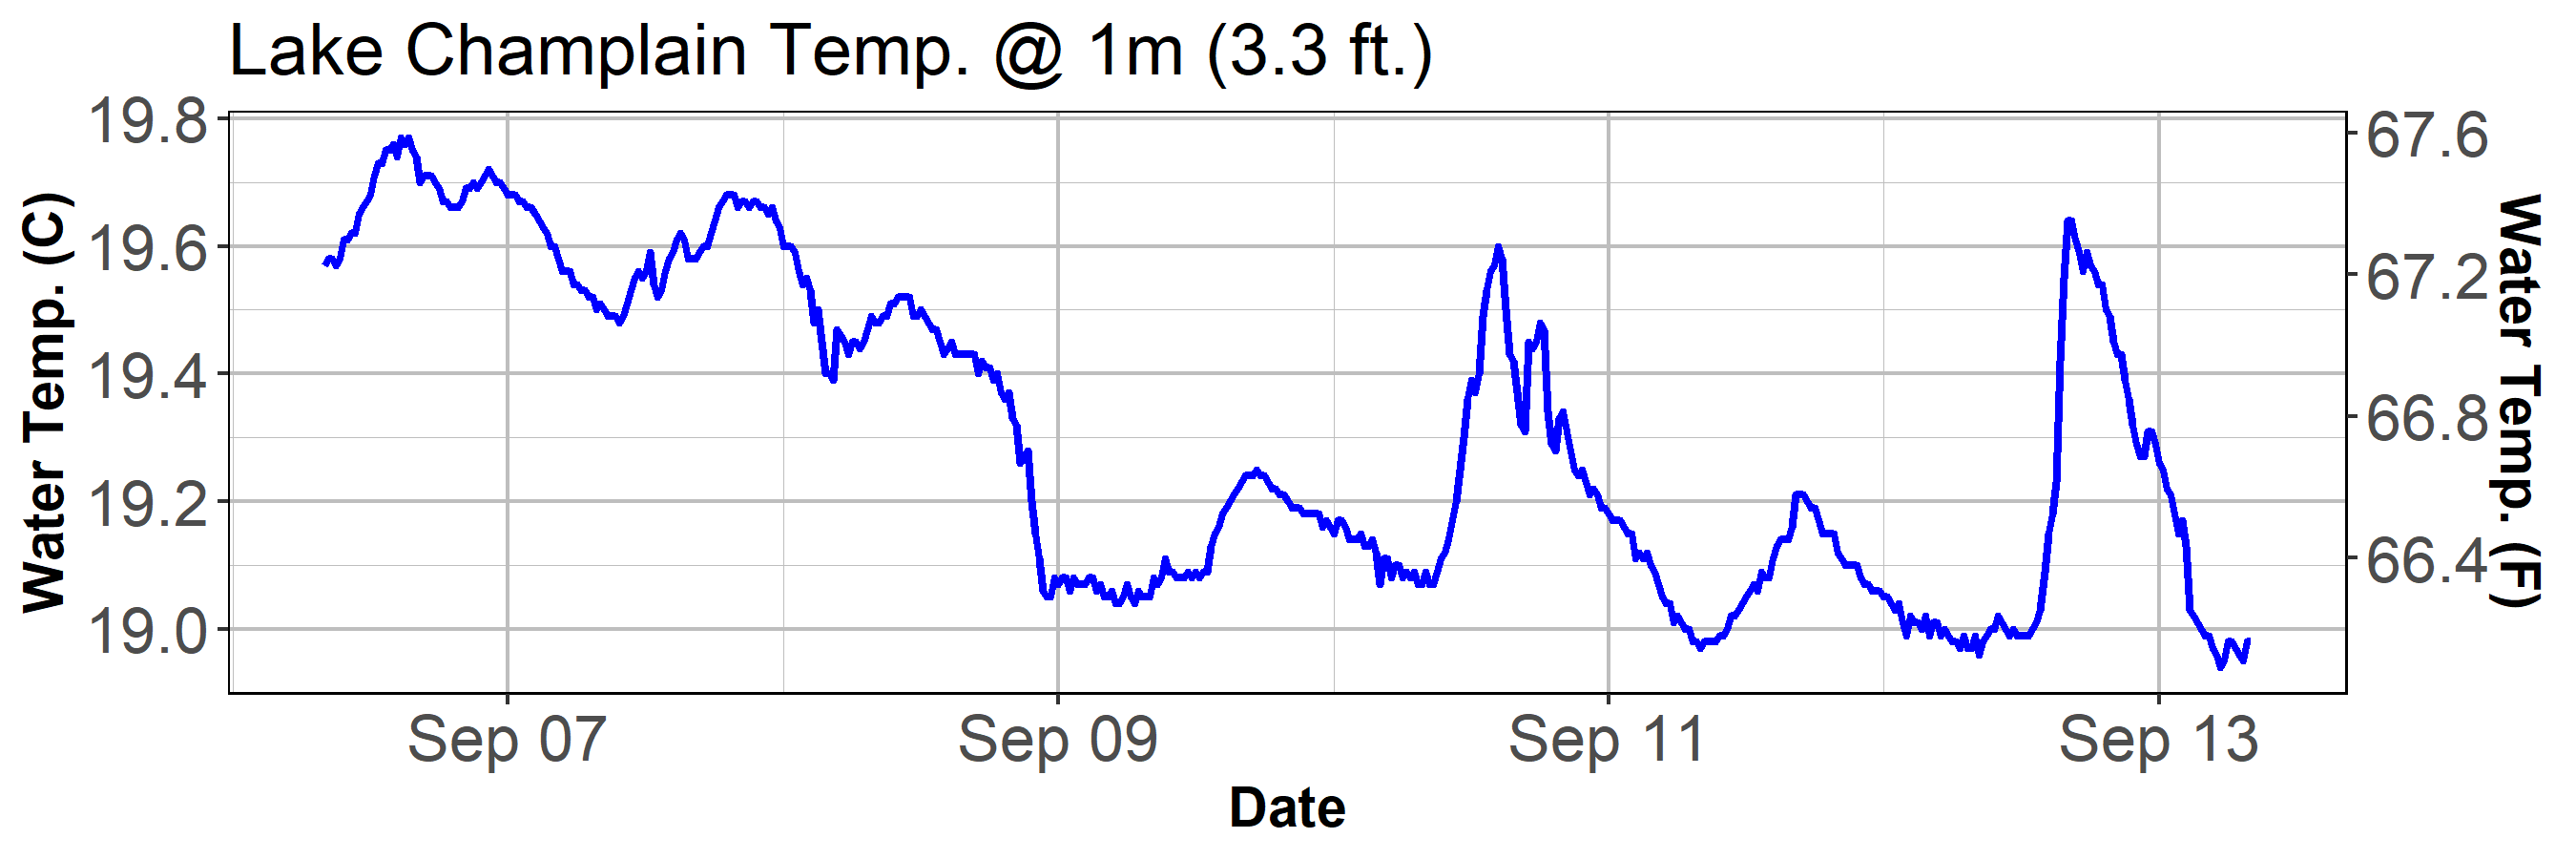 Lake Champlain Temp. @ 1m (3.3 ft.)
Water Temp. (C)
19.8
19.6
19.4
19.2
19.0
67.6
67.2
66.8
66.4
Water Temp. (F)
Sep 07 Sep 09 Sep 11 Sep 13
Date